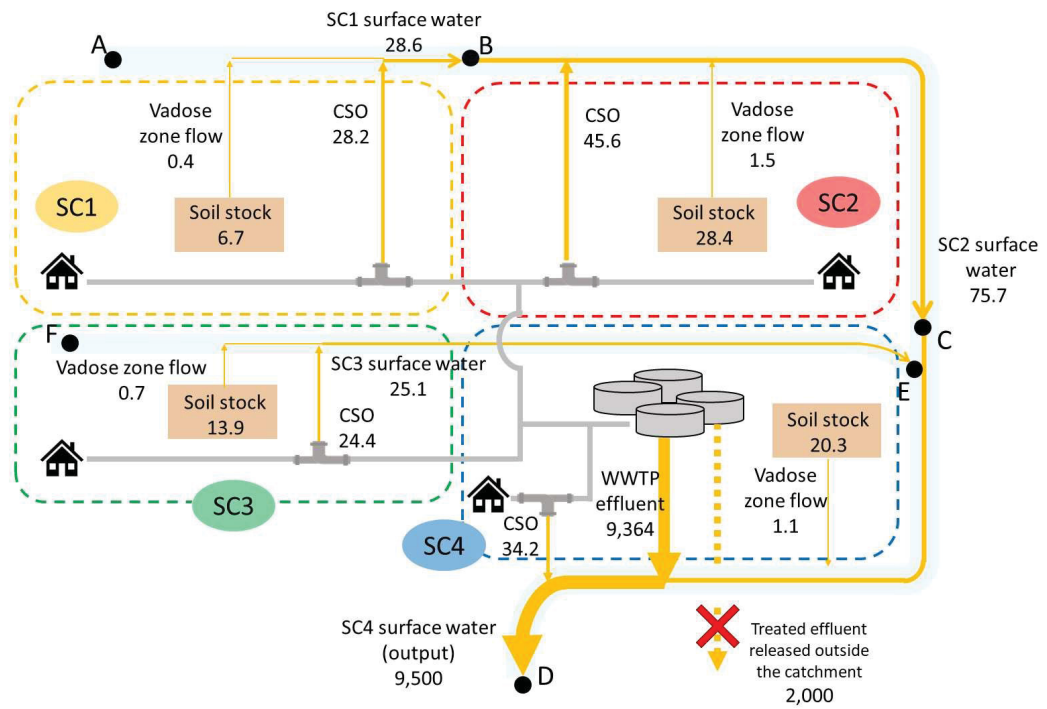 SC1 surface water
28.6
A
B
Vadose
zone flow
0.4
CSO
28.2
CSO
45.6
Vadose
zone flow
1.5
SC1
Soil stock
6.7
Soil stock
28.4
SC2
SC2 surface
water
75.7
F
C
Vadose zone flow
0.7
SC3 surface water
25.1
E
Soil stock
13.9
CSO
24.4
Soil stock
20.3
WWTP
effluent
9,364
Vadose
zone flow
1.1
SC3
CSO
34.2
SC4
SC4 surface water
(output)
9,500
D
Treated effluent
released outside
the catchment
2,000